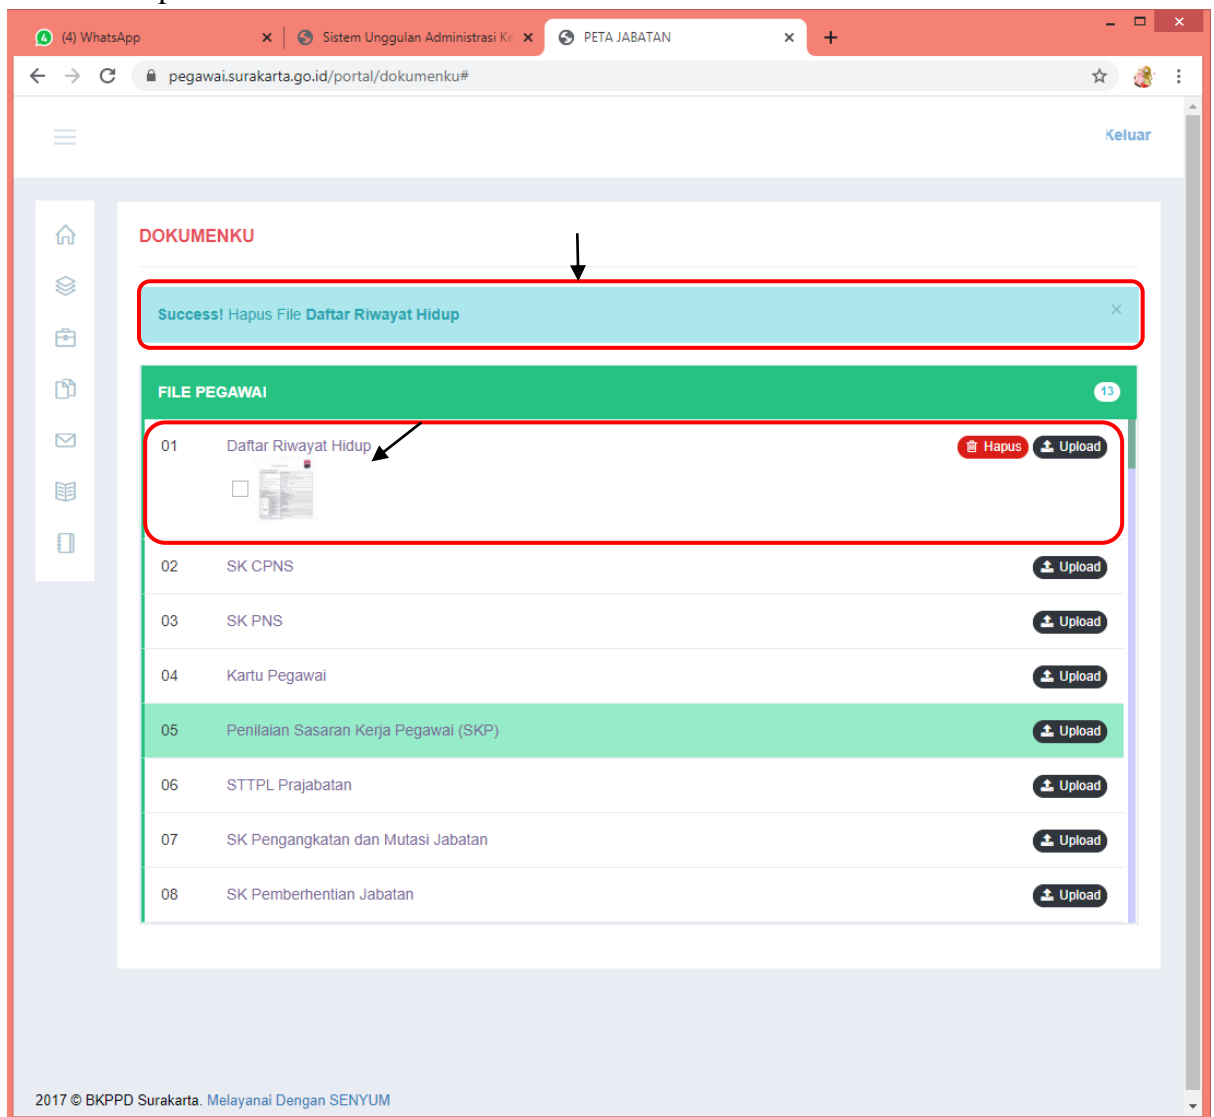 (4) WhatsApp
Sistem Unggulan Administrasi Ke
PETA JABATAN
pegawai.surakarta.go.id/portal/dokumenku#
Keluar
DOKUMENKU
Success! Hapus File Daftar Riwayat Hidup
FILE PEGAWAI 13
01 Daftar Riwayat Hidup Hapus Upload
02 SK CPNS Upload
03 SK PNS Upload
04 Kartu Pegawai Upload
05 Penilaian Sasaran Kerja Pegawai (SKP) Upload
06 STTPL Prajabatan Upload
07 SK Pengangkatan dan Mutasi Jabatan Upload
08 SK Pemberhentian Jabatan Upload
2017 © BKPPD Surakarta. Melayanai Dengan SENYUM